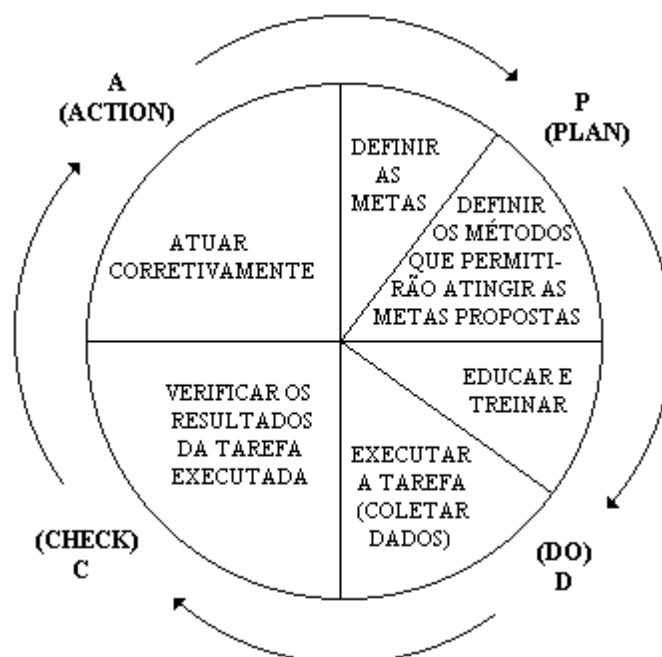 A
(ACTION)
P
(PLAN)
DEFINIR
AS
METAS
DEFINIR
OS MÉTODOS
QUE PERMITI-
RÃO ATINGIR AS
METAS PROPOSTAS
EDUCAR E
TREINAR
EXECUTAR
A TAREFA
(COLETAR
DADOS)
(DO)
D
VERIFICAR OS
RESULTADOS
DA TAREFA
EXECUTADA
(CHECK)
C
ATUAR
CORRETIVAMENTE